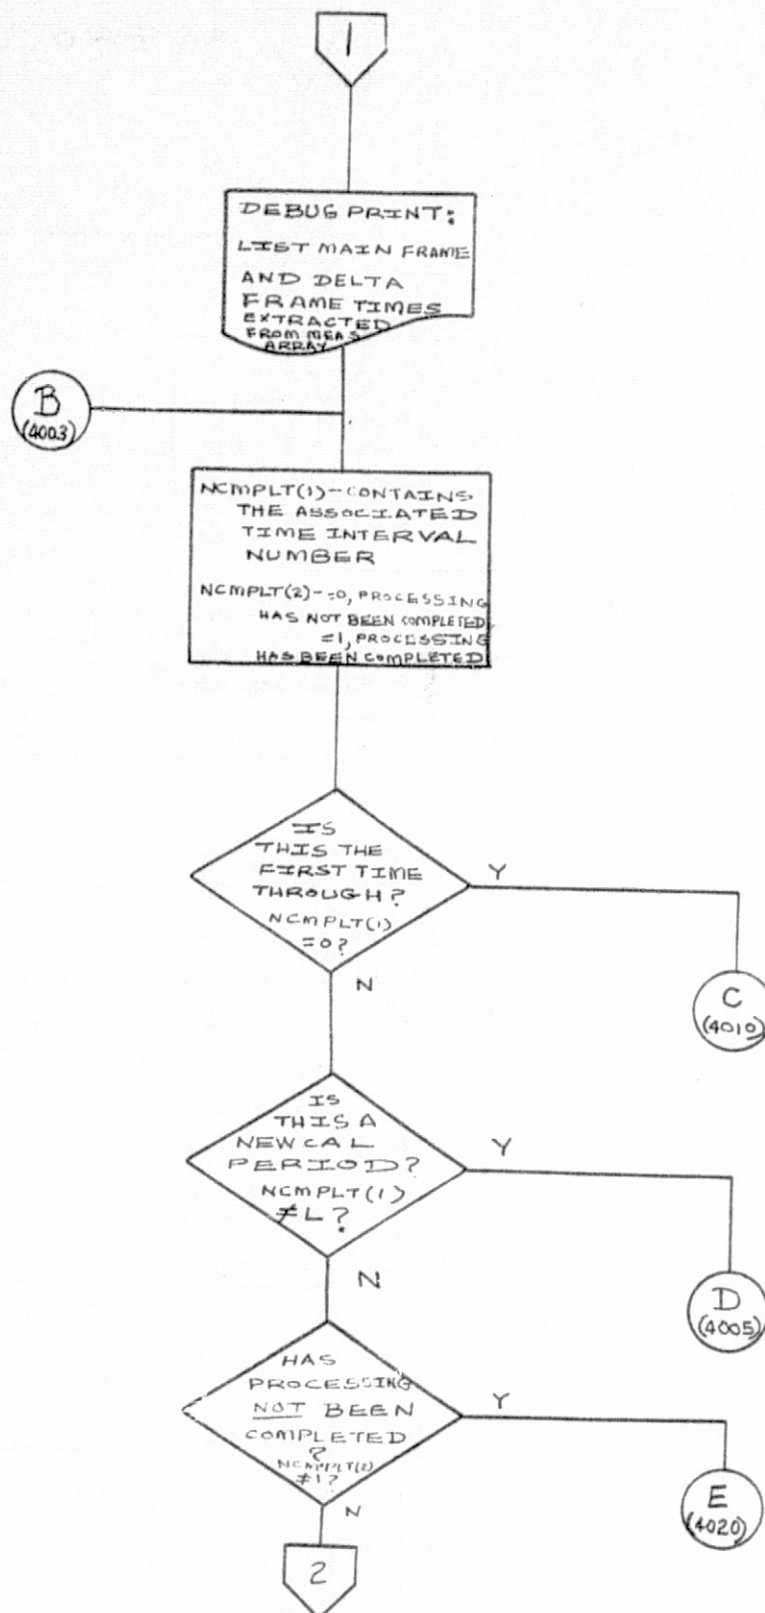 1
DEBUG PRINT:
LIST MAIN FRAME
AND DELTA
FRAME TIMES
EXTRACTED
FROM MEAS
ARRAY
B
(4003)
NCMPLT(1)-CONTAINS
THE ASSOCIATED
TIME INTERVAL
NUMBER
NCMPLT(2)-=0, PROCESSING
HAS NOT BEEN COMPLETED,
=1, PROCESSING
HAS BEEN COMPLETED
IS
THIS THE
FIRST TIME
THROUGH?
NCMPLT(1)
=0?
Y
N
C
(4010)
IS
THIS A
NEW CAL
PERIOD?
NCMPLT(1)
≠L?
Y
N
D
(4005)
HAS
PROCESSING
NOT BEEN
COMPLETED
?
NCMPPLT(2)
≠1?
Y
N
E
(4020)
2